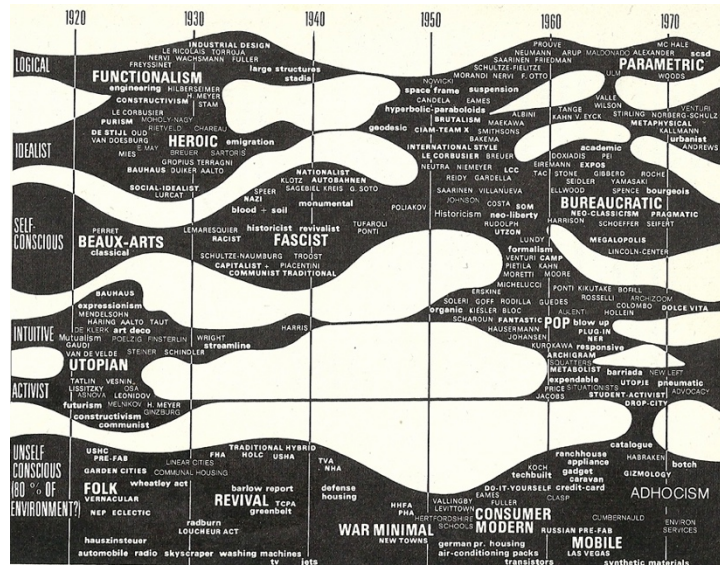 1920 1930 1940 1950 1960 1970
LOGICAL
INDUSTRIAL DESIGN
LE RICOLAIS TORROJA
NERVI WACHSMANN FULLER
FREYSSINET
FUNCTIONALISM
large structures
stadia
engineering HILBERSEIMER
H. MEYER
CONSTRUCTIVISM STAM
PROUVE
NEUMANN ARUP MALDONADO ALEXANDER
MC HALE
scsd
SAARINEN FRIEDMAN
SCHULTZE-FIELITZ
PARAMETRIC
MORANDI NERVI F. OTTO
ULM
WOODS
NOWICKI
space frame suspension
CANDELA EAMES
hyperbolic-paraboloids
BRUTALISM
ALBINI
MAEKAWA
geodesic CIAM-TEAM X SMITHSONS
BAKEMA
TANGE
KAHN V. EYCK
VALLE
WILSON
STIRLING
VENTURI
NORBERG-SCHULZ
METAPHYSICAL
KALLMANN
urbanist
ANDREWS
IDEALIST
LE CORBUSIER
PURISM MOHOLY-NAGY
RIETVELD CHAREAU
DE STIJL OUD
VAN DOESBURG
HEROIC emigration
E. MAY
MIES BREUER SARTORIS
GROPIUS TERRAGNI
BAUHAUS DUIKER AALTO
SOCIAL-IDEALIST
LURCAT
INTERNATIONAL STYLE
LE CORBUSIER BREUER
NEUTRA NIEMEYER LCC
REIDY GARDELLA
SAARINEN VILLANUEVA
JOHNSON
COSTA SOM
Historicism neo-liberty
RUDOLPH
UTZON
LUNDY
formalism
VENTURI CAMP
PIETILA KAHN
MORETTI MOORE
MICHELUCCI
academic
DOXIADIS PEI
EIREMANN EXPOS
TAC STONE GIBBERD ROCHE
SEIDLER YAMASAKI
ELLWOOD SPENCE bourgeois
BUREAUCRATIC
NEO-CLASSICISM PRAGMATIC
HARRISON SCHOEFFER SEIFERT
MEGALOPOLIS
LINCOLN-CENTER
SELF-
CONSCIOUS
PERRET
BEAUX-ARTS
classical
NATIONALIST
KLOTZ AUTOBAHNEN
SAGEBIEL KREIS G. SOTO
SPEER
NAZI
blood + soil
monumental
LEMARESQUIER
RACIST
historicist revivalist
FASCIST
TUFAROLI
PONTI
POLIAKOV
SCHULTZE-NAUMBURG TROOST
CAPITALIST + PIACENTINI
COMMUNIST TRADITIONAL
INTUITIVE
BAUHAUS
expressionism
MENDELSOHN
HÄRING AALTO TAUT
DE KLERK art deco
Mutualism POELZIG FINSTERLIN
GAUDI
VAN DE VELDE STEINER SCHINDLER
WRIGHT
streamline
HARRIS
ERSKINE
SOLERI GOFF RODILLA GUEDES
organic KIESLER BLOC
SCHAROUN FANTASTIC
HAUSERMANN
JOHANSEN
PONTI KIKUTAKE BOFILL
ROSSELLI ARCHIZOOM
COLOMBO DOLCE VITA
AULENTI HOLLEIN
POP blow up
PLUG-IN
NER
KUROKAWA responsive
ARCHIGRAM
SQUATTERS
METABOLIST
barriada NEW LEFT
expendable
UTOPIE pneumatic
PRICE SITUATIONISTS
ADVOCACY
JACOBS STUDENT-ACTIVIST
DROP-CITY
ACTIVIST
UTOPIAN
TATLIN VESNIN,
LISSITZKY OSA
ASNOVA LEONIDOV
futurism MELNIKOV H. MEYER
GINZBURG
constructivism
communist
UNSELF
CONSCIOUS
(80 % OF
ENVIRONMENT?)
USHC
PRE-FAB
TRADITIONAL HYBRID
FHA HOLC USHA
LINEAR CITIES
GARDEN CITIES COMMUNAL HOUSING
TVA
NHA
wheatley act
FOLK
VERNACULAR
barlow report
REVIVAL TCPA
greenbelt
defense
housing
NEP ECLECTIC
radburn
LOUCHEUR ACT
hauszinsteuer
automobile radio skyscraper washing machines
tv jets
WAR MINIMAL
NEW TOWNS
HHFA
PHA
VALLINGBY
LEVITTOWN
HERTFORDSHIRE
SCHOOLS
KOCH
techbuilt
DO-IT-YOURSELF
EAMES
FULLER
CONSUMER
MODERN
german pr. housing
air-conditioning packs
transistors
ranchhouse
appliance
gadget
caravan
credit-card
CLASP
catalogue
HABRAKEN
botch
GIZMOLOGY
ADHOCISM
CUMBERNAULD
ENVIRON
SERVICES
RUSSIAN PRE-FAB
MOBILE
LAS VEGAS
synthetic materials